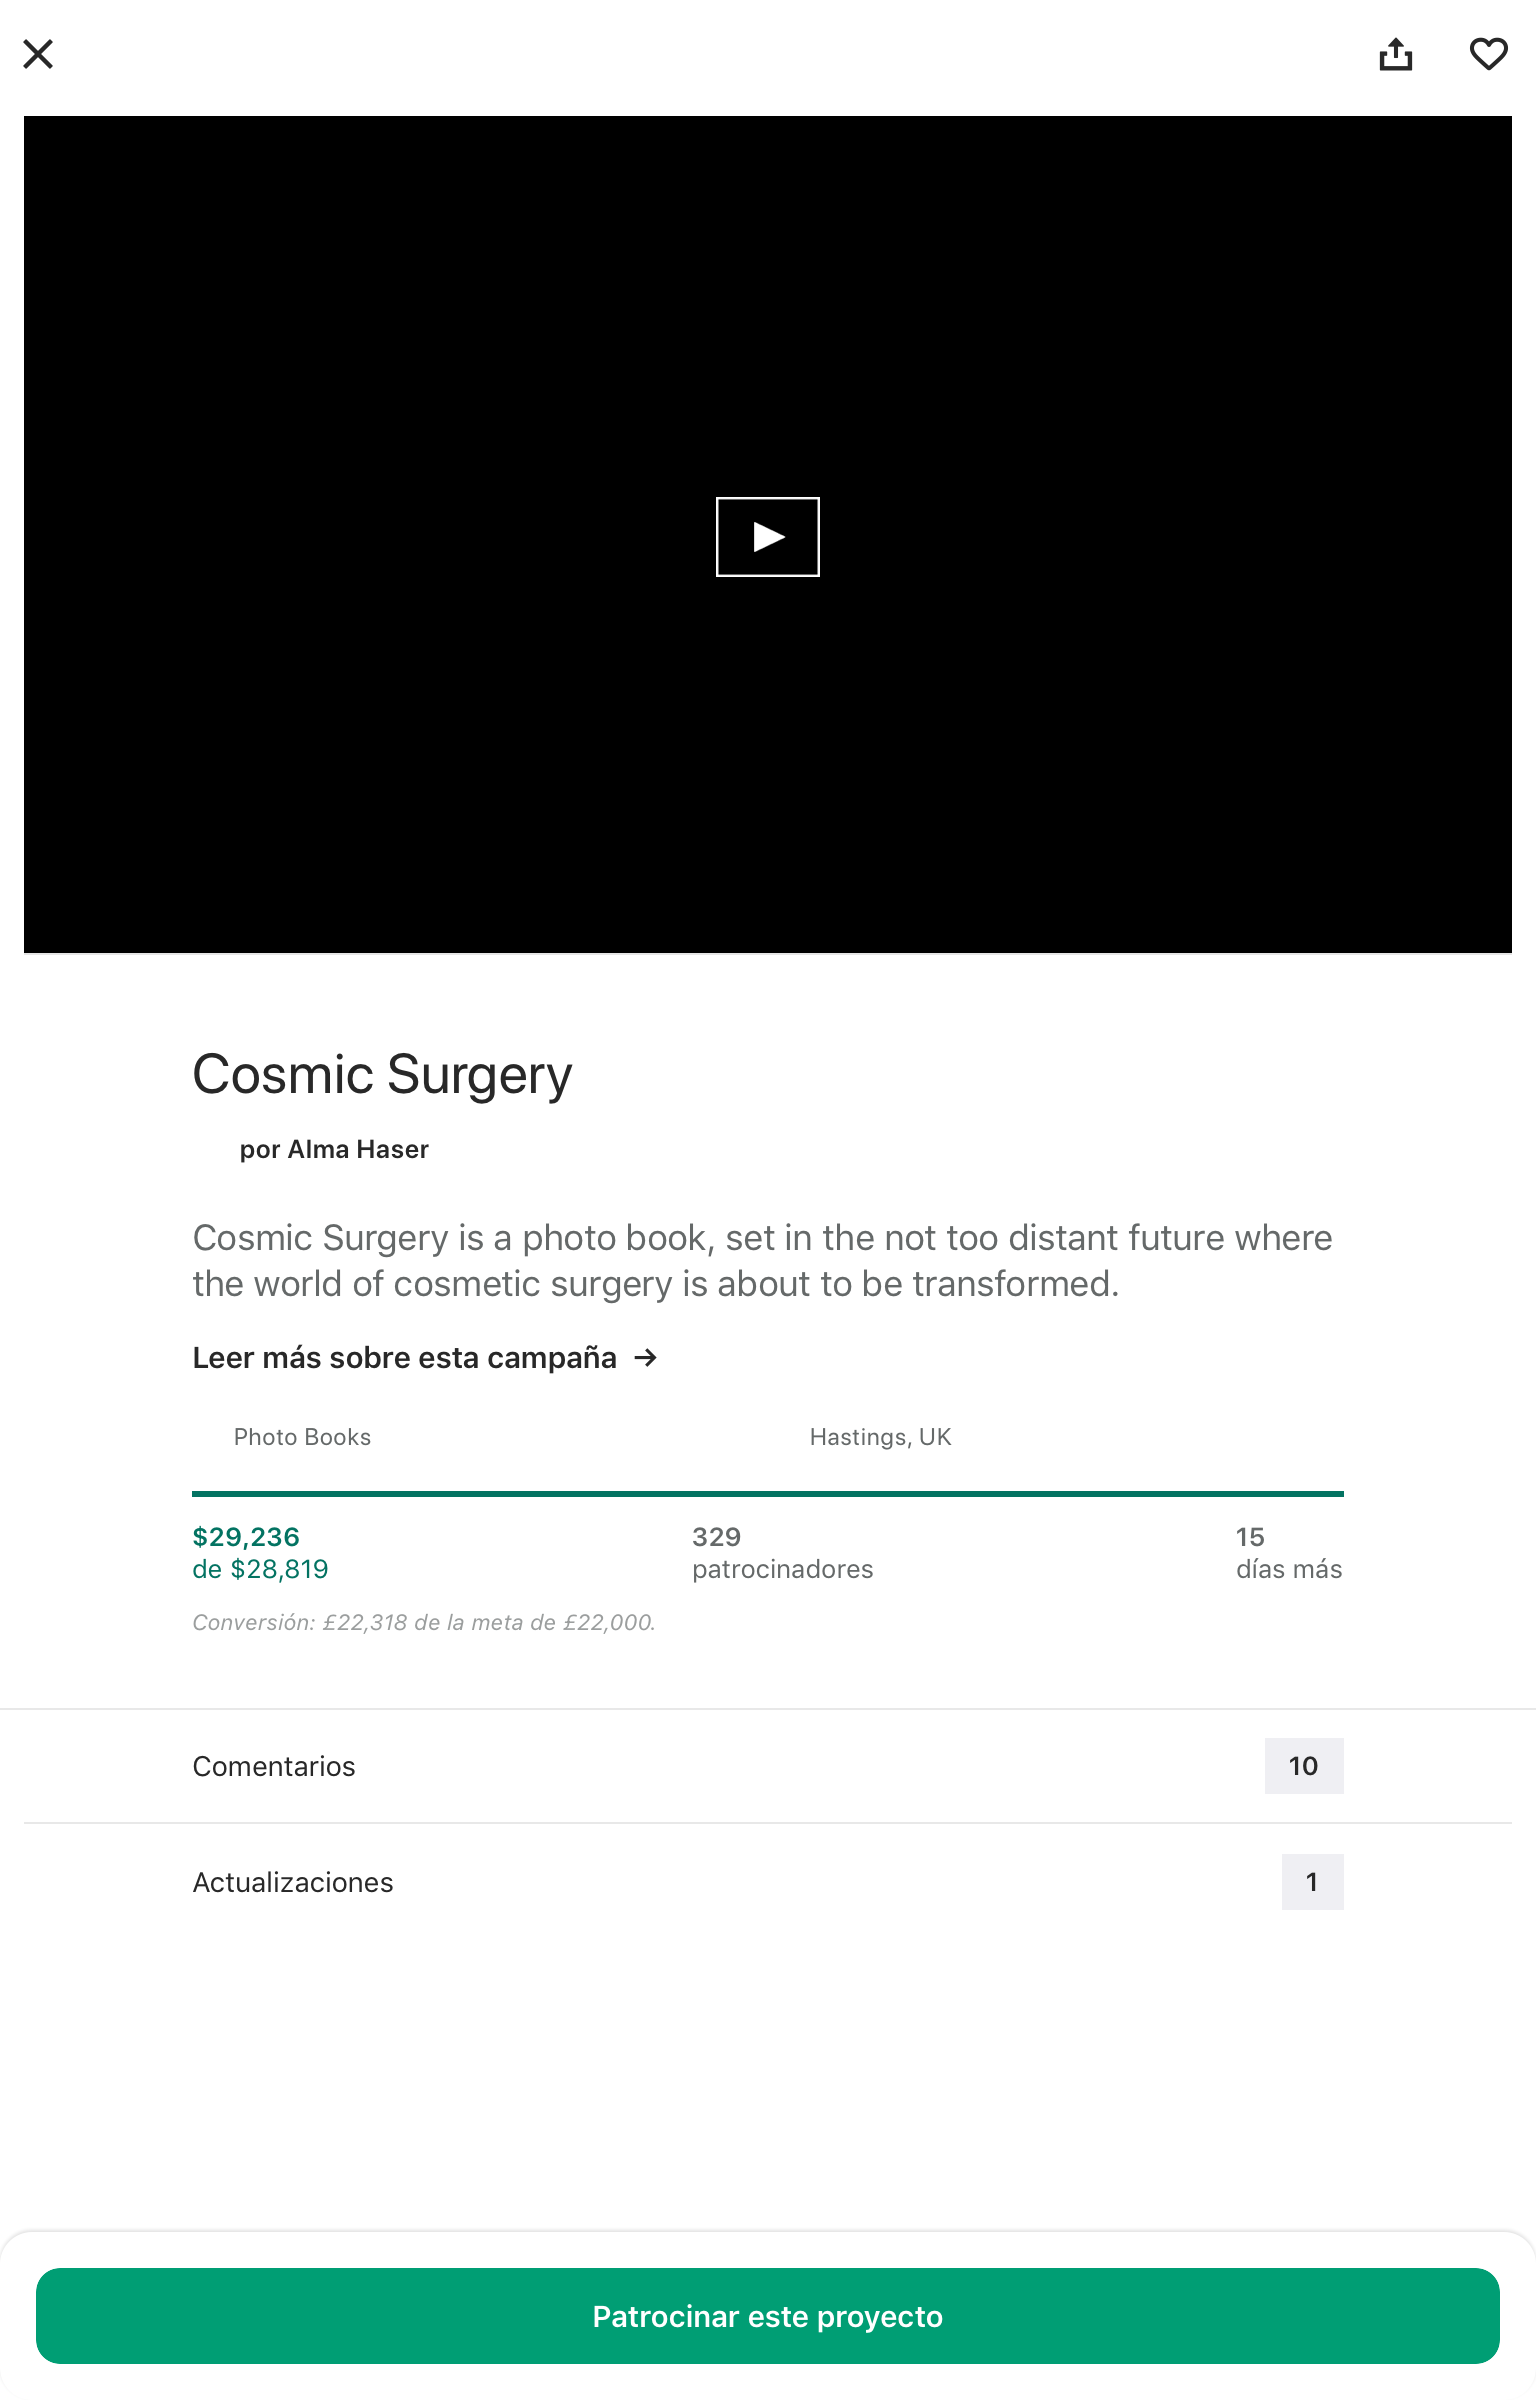 Cosmic Surgery
por Alma Haser
Cosmic Surgery is a photo book, set in the not too distant future where
the world of cosmetic surgery is about to be transformed.
Leer más sobre esta campaña →
Photo Books
Hastings, UK
$29,236
de $28,819
329
patrocinadores
15
días más
Conversión: £22,318 de la meta de £22,000.
Comentarios
10
Actualizaciones
1
Patrocinar este proyecto